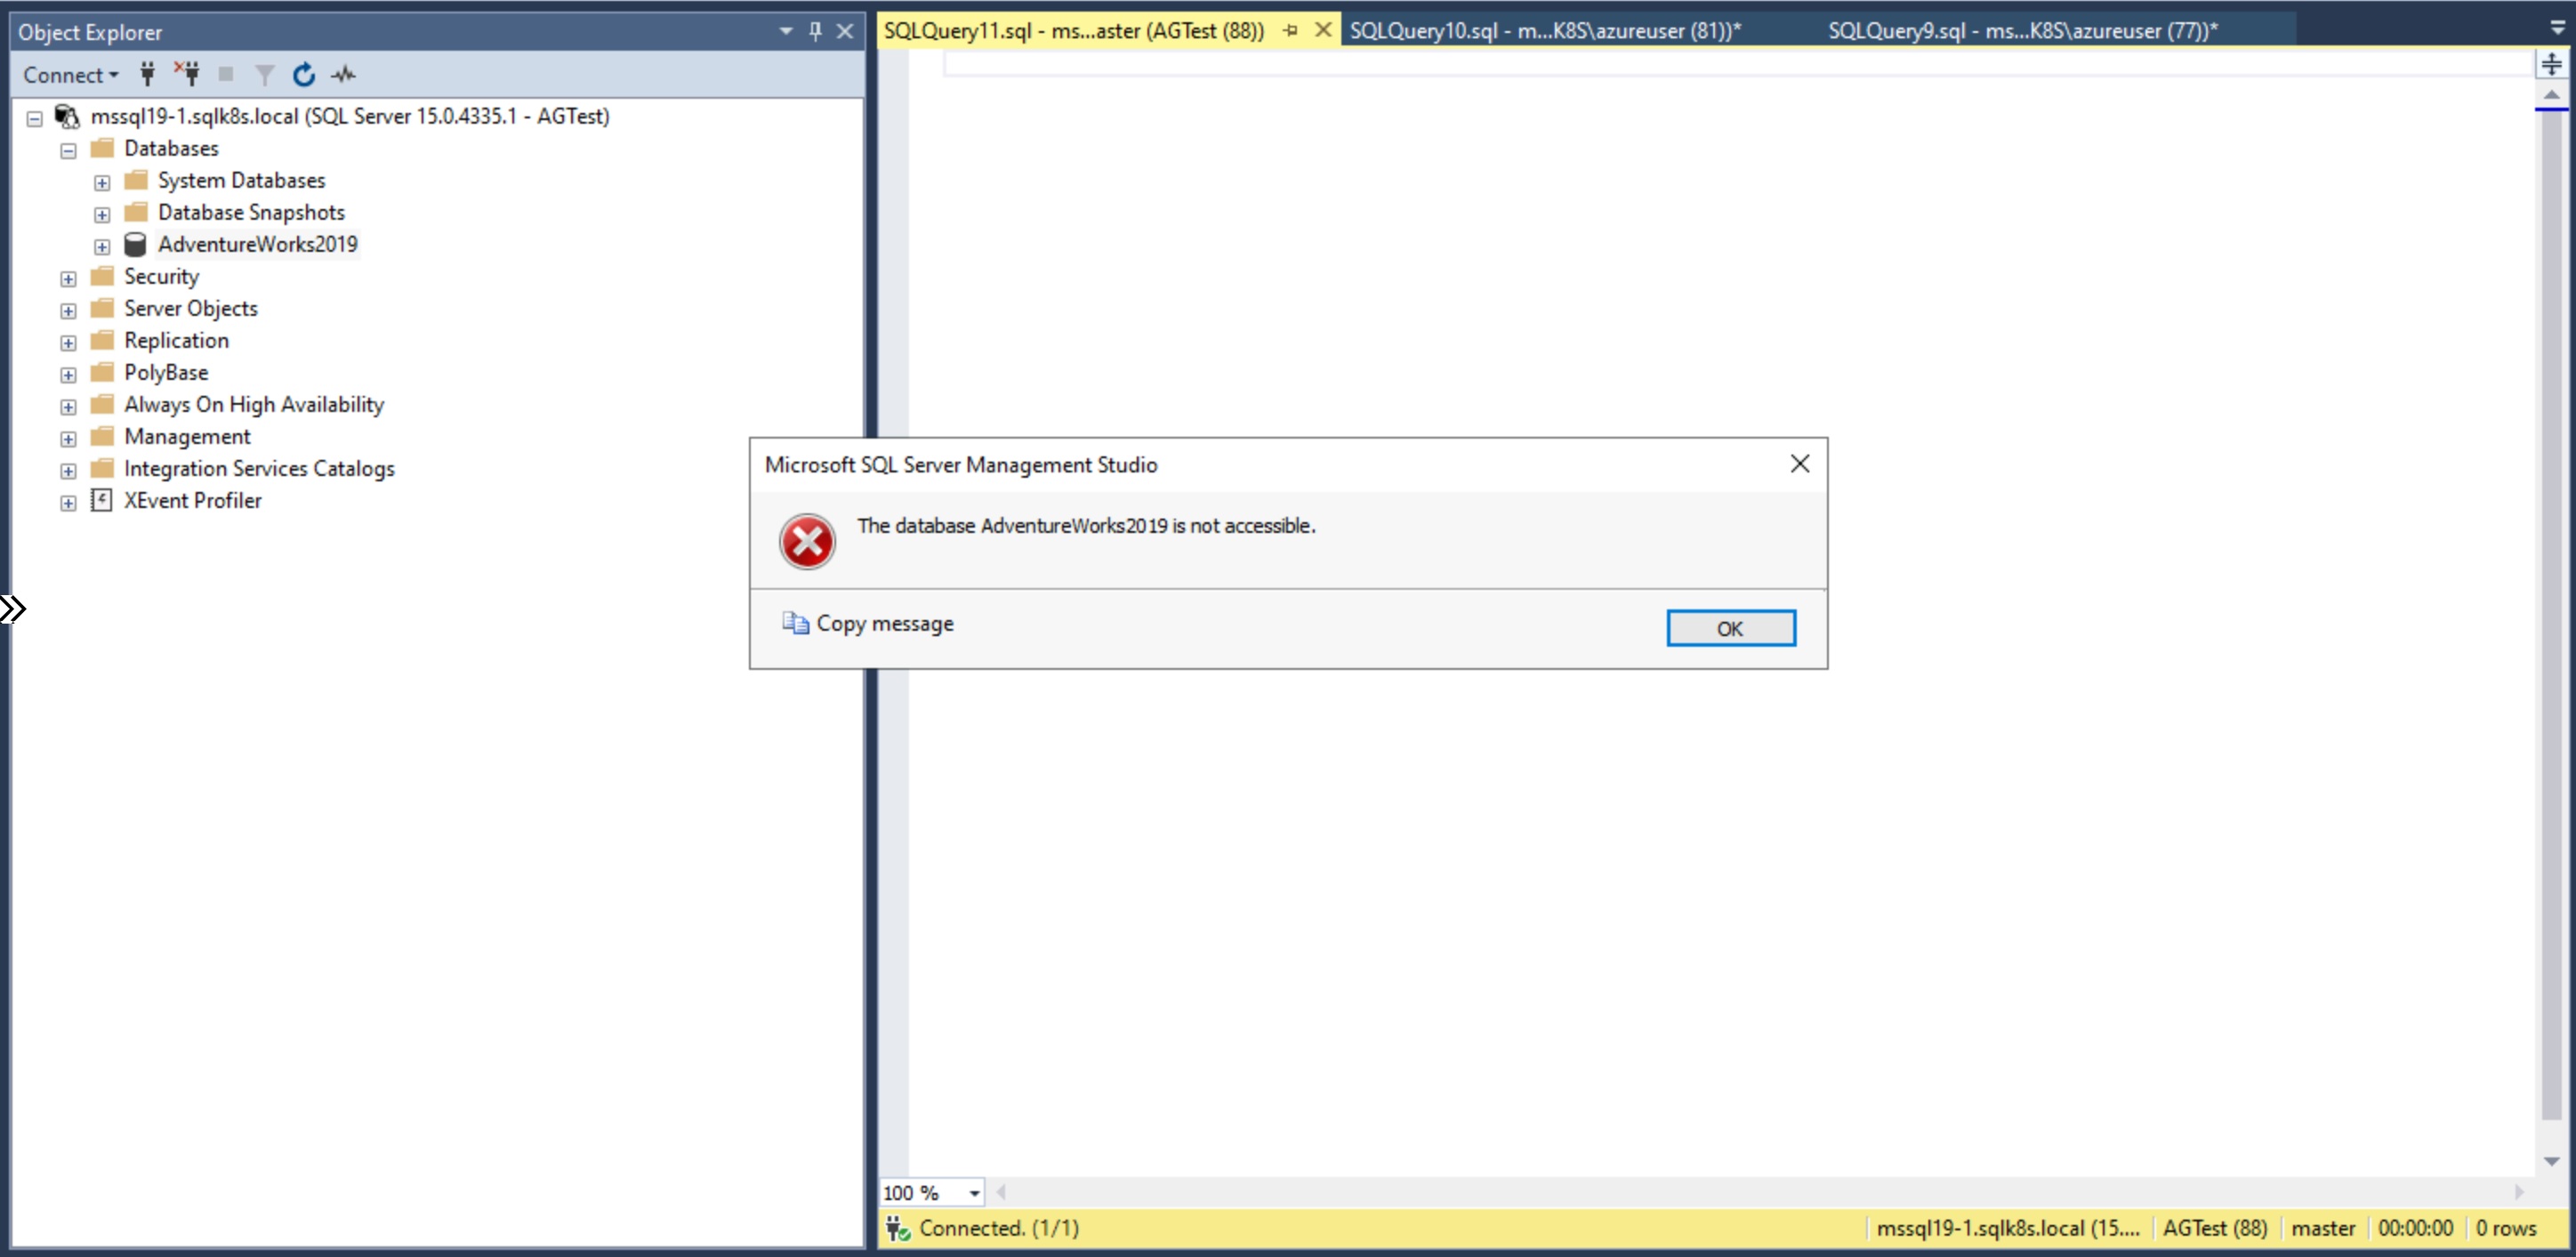 Object Explorer
Connect
mssql19-1.sqlk8s.local (SQL Server 15.0.4335.1 - AGTest)
Databases
System Databases
Database Snapshots
AdventureWorks2019
Security
Server Objects
Replication
PolyBase
Always On High Availability
Management
Integration Services Catalogs
XEvent Profiler
SQLQuery11.sql - ms...aster (AGTest (88))
SQLQuery10.sql - m...K8S\azureuser (81))*
SQLQuery9.sql - ms...K8S\azureuser (77))*
Microsoft SQL Server Management Studio
The database AdventureWorks2019 is not accessible.
Copy message
OK
100 %
Connected. (1/1)
mssql19-1.sqlk8s.local (15....
AGTest (88)
master
00:00:00
0 rows